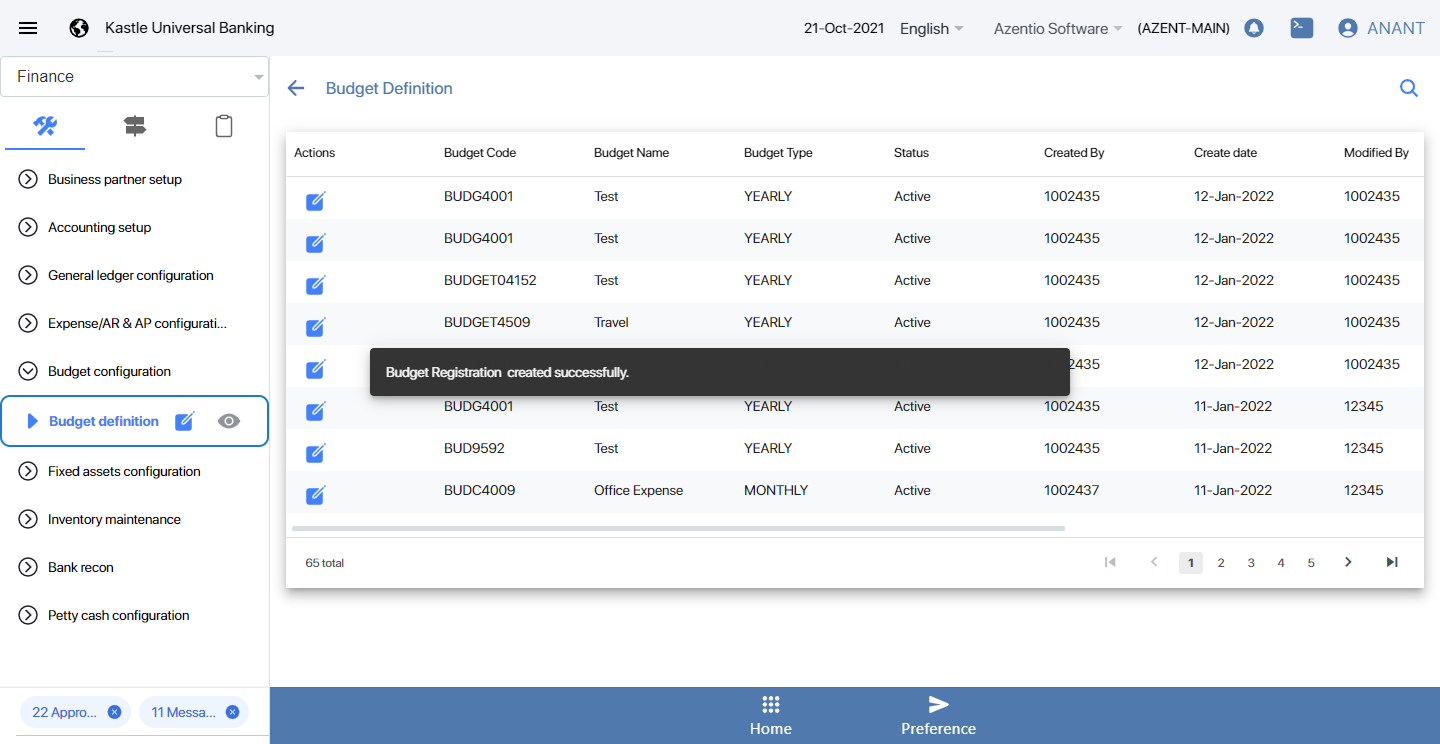 Kastle Universal Banking 21-Oct-2021 English Azentio Software (AZENT-MAIN) ANANT
Finance
Business partner setup
Accounting setup
General ledger configuration
Expense/AR & AP configurati...
Budget configuration
Budget definition
Fixed assets configuration
Inventory maintenance
Bank recon
Petty cash configuration
22 Appro... 11 Messa...
Budget Definition
Actions Budget Code Budget Name Budget Type Status Created By Create date Modified By
BUDG4001 Test YEARLY Active 1002435 12-Jan-2022 1002435
BUDG4001 Test YEARLY Active 1002435 12-Jan-2022 1002435
BUDGET04152 Test YEARLY Active 1002435 12-Jan-2022 1002435
BUDGET4509 Travel YEARLY Active 1002435 12-Jan-2022 1002435
2435 12-Jan-2022 1002435
Budget Registration created successfully.
BUDG4001 Test YEARLY Active 1002435 11-Jan-2022 12345
BUD9592 Test YEARLY Active 1002435 11-Jan-2022 12345
BUDC4009 Office Expense MONTHLY Active 1002437 11-Jan-2022 12345
65 total 1 2 3 4 5
Home Preference